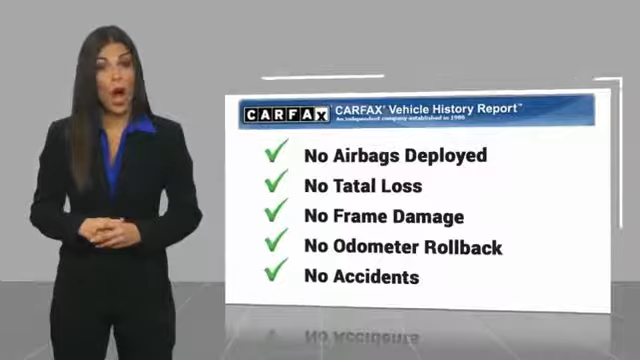 CARFAX CARFAX® Vehicle History Report™
An independent company established in 1986
No Airbags Deployed
No Tatal Loss
No Frame Damage
No Odometer Rollback
No Accidents